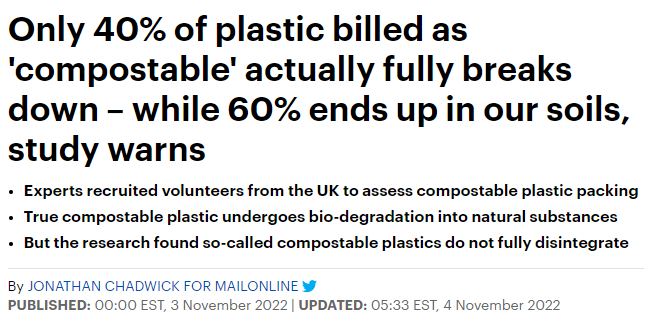 Only 40% of plastic billed as
'compostable' actually fully breaks
down – while 60% ends up in our soils,
study warns
• Experts recruited volunteers from the UK to assess compostable plastic packing
• True compostable plastic undergoes bio-degradation into natural substances
• But the research found so-called compostable plastics do not fully disintegrate
By JONATHAN CHADWICK FOR MAILONLINE
PUBLISHED: 00:00 EST, 3 November 2022 | UPDATED: 05:33 EST, 4 November 2022